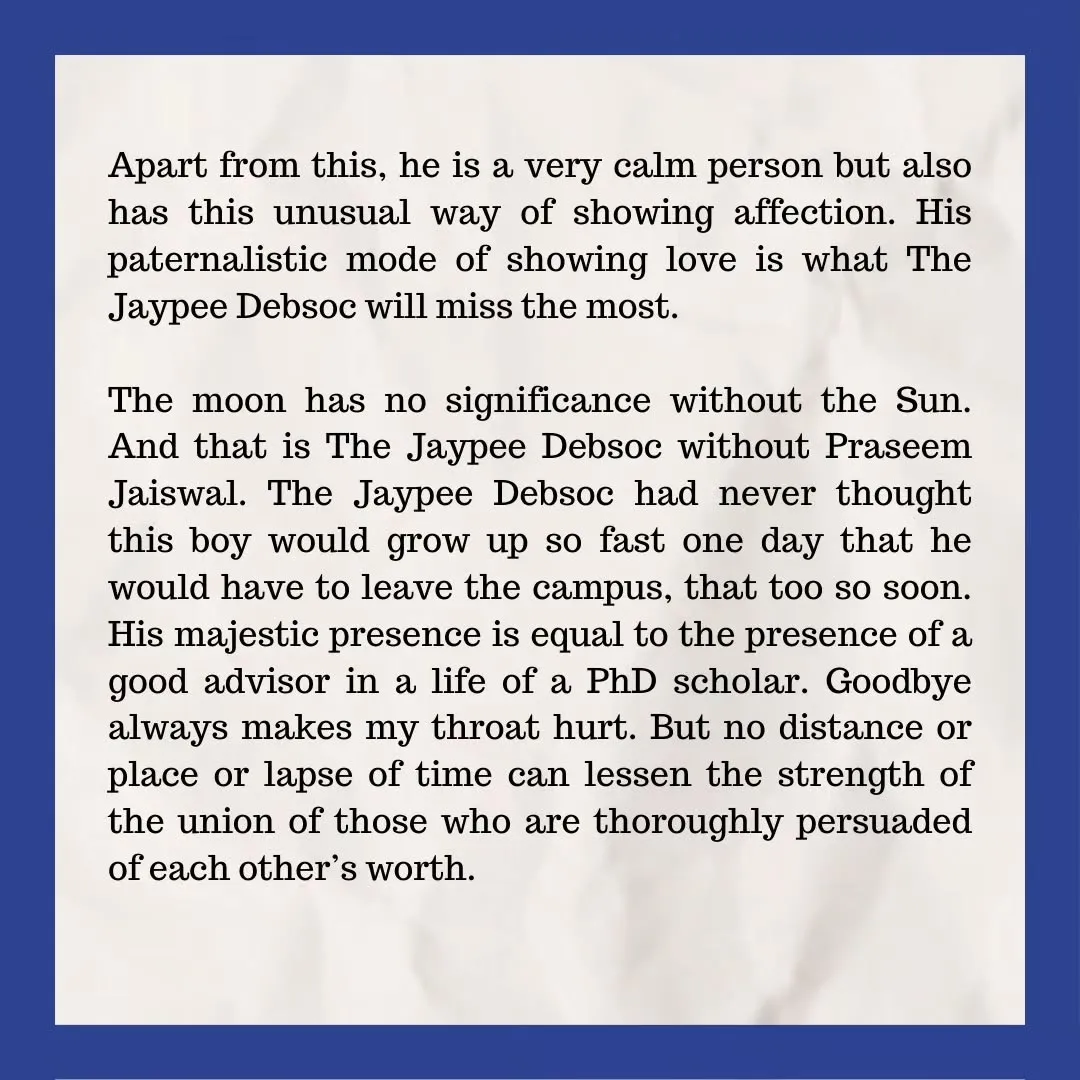 Apart from this, he is a very calm person but also
has this unusual way of showing affection. His
paternalistic mode of showing love is what The
Jaypee Debsoc will miss the most.
The moon has no significance without the Sun.
And that is The Jaypee Debsoc without Praseem
Jaiswal. The Jaypee Debsoc had never thought
this boy would grow up so fast one day that he
would have to leave the campus, that too so soon.
His majestic presence is equal to the presence of a
good advisor in a life of a PhD scholar. Goodbye
always makes my throat hurt. But no distance or
place or lapse of time can lessen the strength of
the union of those who are thoroughly persuaded
of each other’s worth.